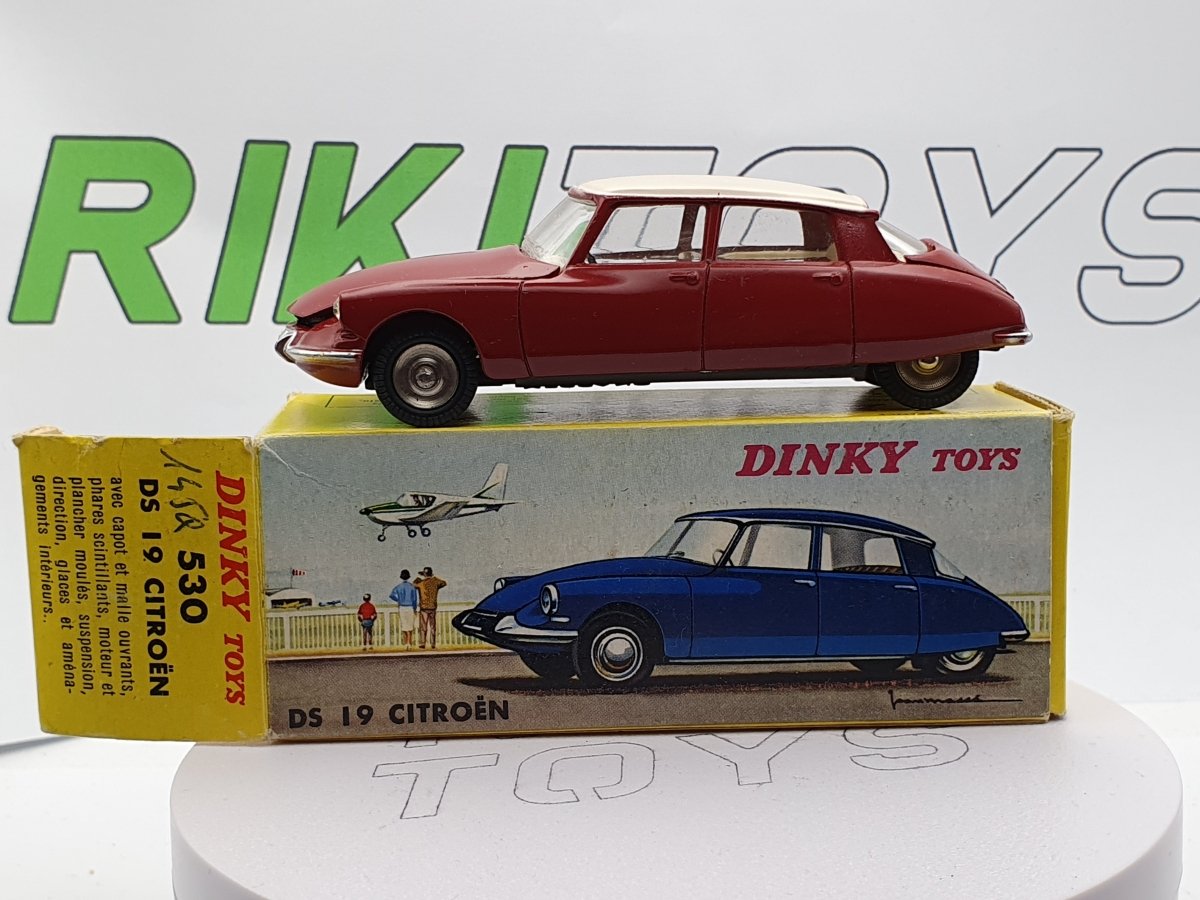 RIKITOYS
DINKY TOYS
DS 19 CITROËN
DINKY TOYS
530
DS 19 CITROËN
avec capot et malle ouvrants,
phares scintillants, moteur et
plancher moulés, suspension,
direction, glaces et aména-
gements intérieurs..
TOYS